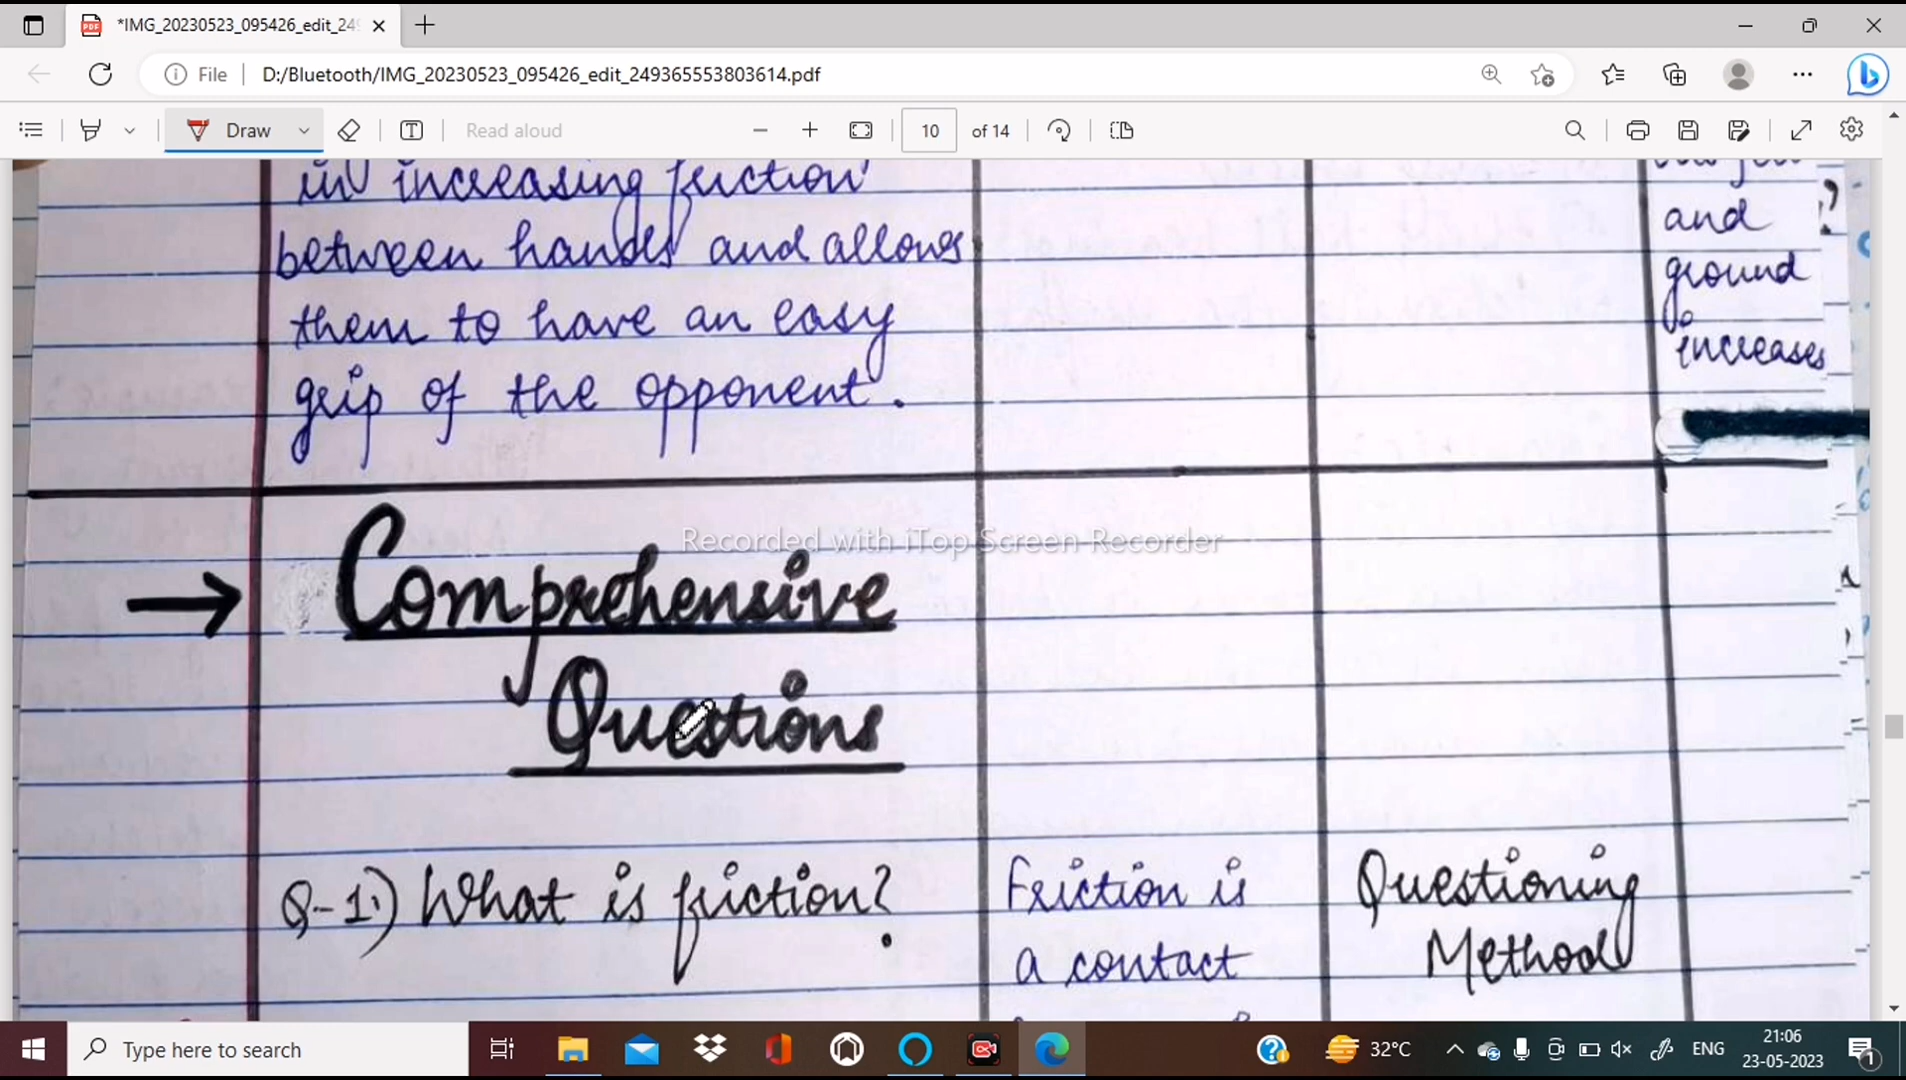 *IMG_20230523_095426_edit_249
File
D:/Bluetooth/IMG_20230523_095426_edit_249365553803614.pdf
Draw
Read aloud
10 of 14
in increasing friction
between hands and allows
them to have an easy
grip of the opponent.
and
ground
increases
Recorded with iTop Screen Recorder
→ Comprehensive
Questions
Q-1.) What is friction?
Friction is
a contact
Questioning
Method
Type here to search
32°C
ENG
21:06
23-05-2023
1